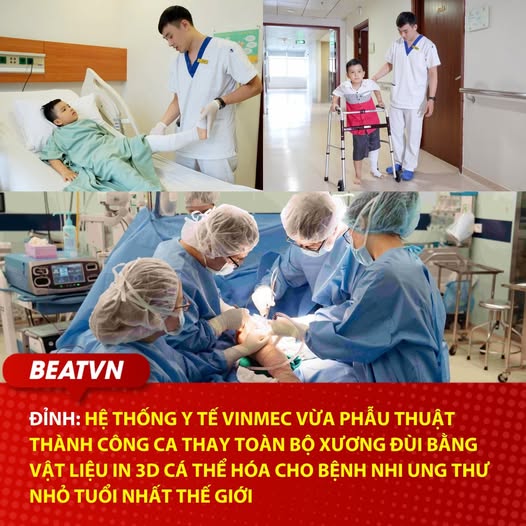 BEATVN
ĐỈNH: HỆ THỐNG Y TẾ VINMEC VỪA PHẪU THUẬT
THÀNH CÔNG CA THAY TOÀN BỘ XƯƠNG ĐÙI BẰNG
VẬT LIỆU IN 3D CÁ THỂ HÓA CHO BỆNH NHI UNG THƯ
NHỎ TUỔI NHẤT THẾ GIỚI